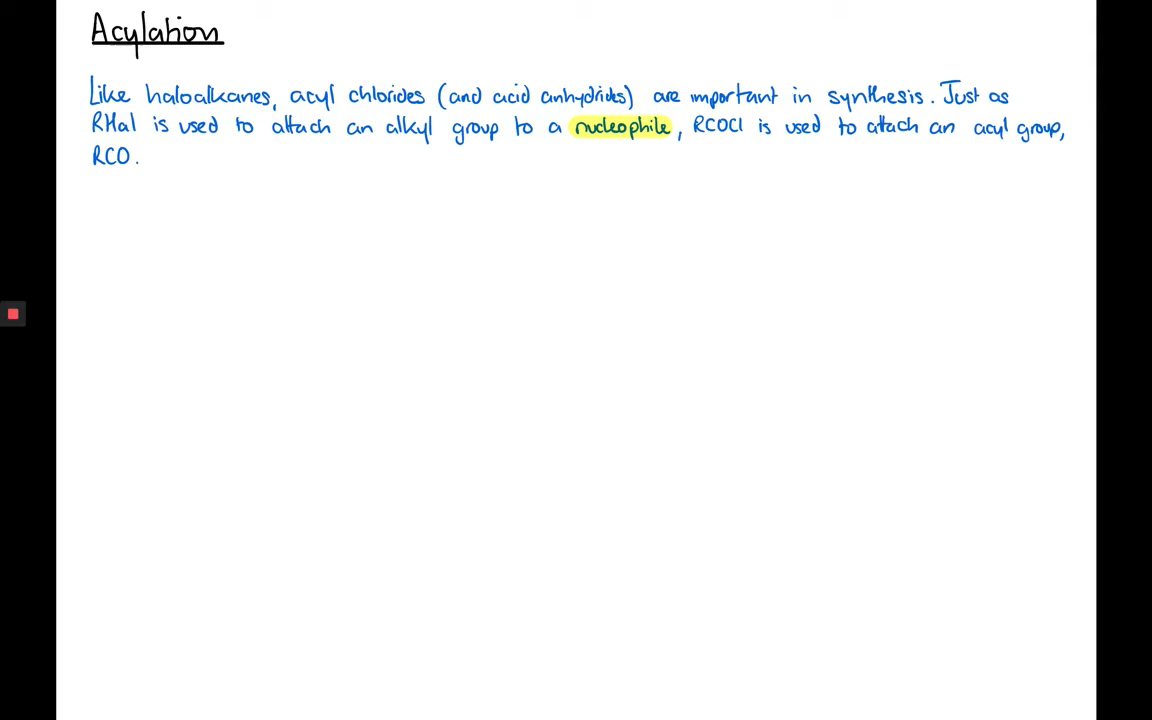 Acylation
Like haloalkanes, acyl chlorides (and acid anhydrides) are important in synthesis. Just as
RHal is used to attach an alkyl group to a nucleophile, RCOCl is used to attach an acyl group,
RCO.